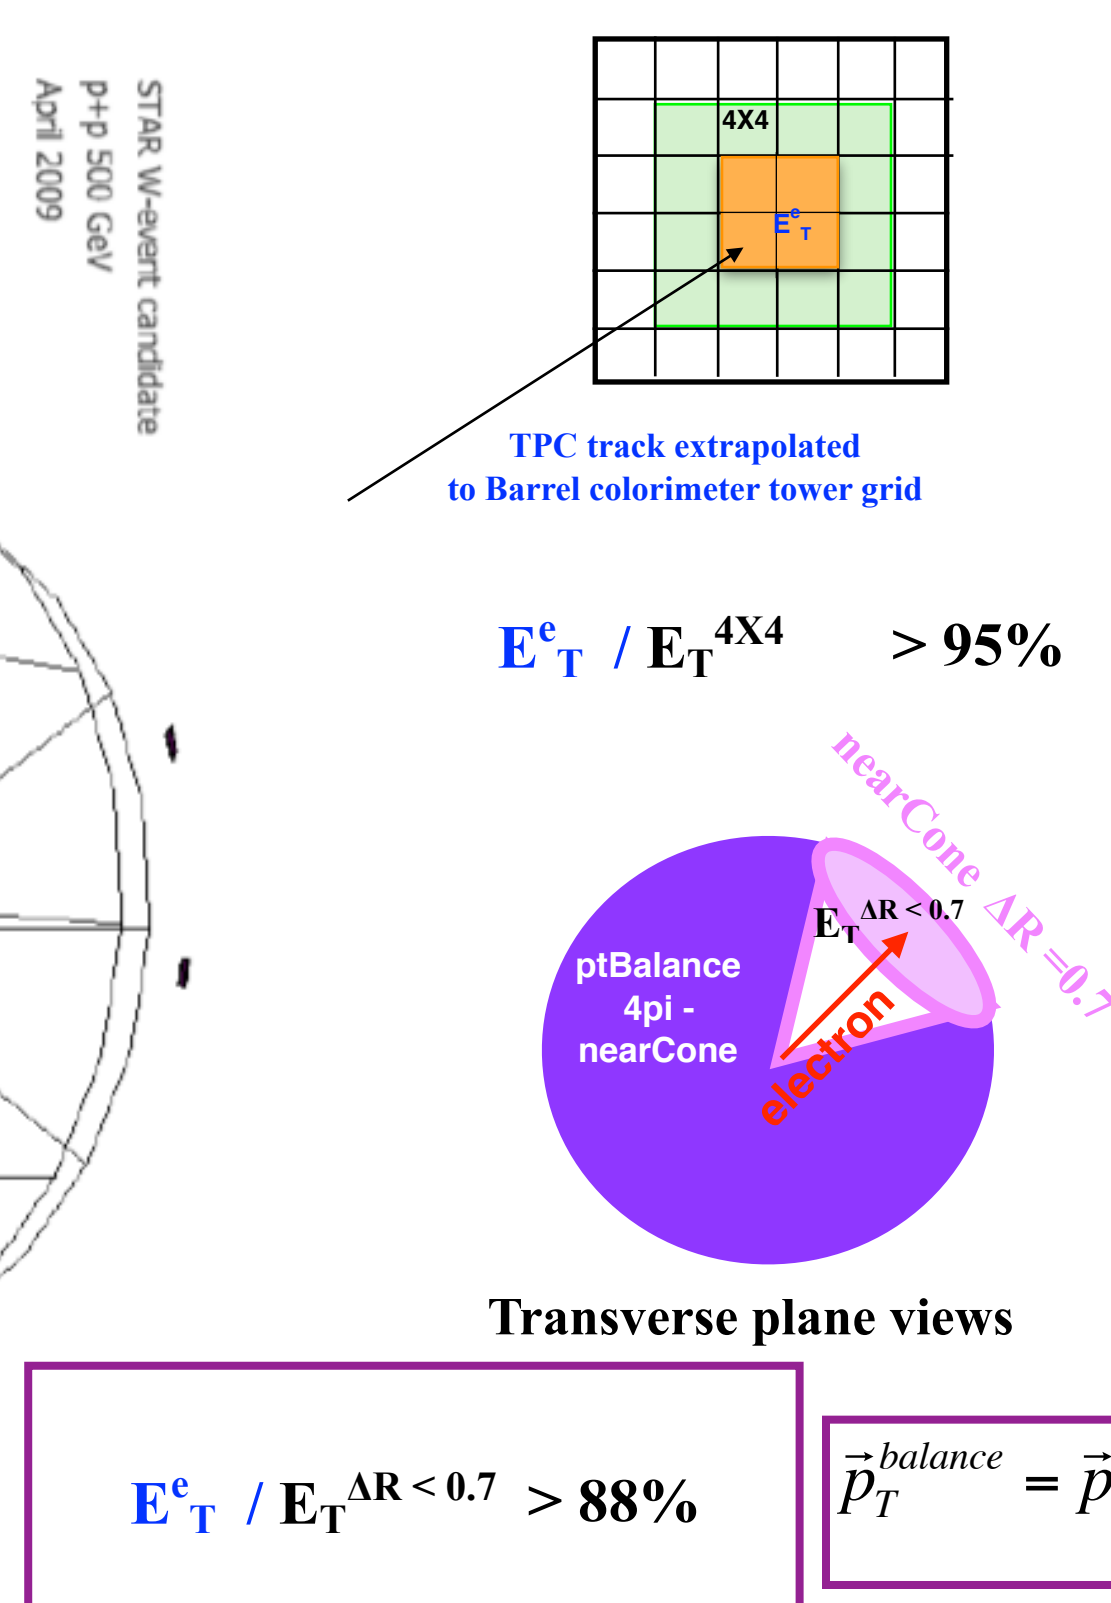 STAR W-event candidate
p+p 500 GeV
April 2009
4X4
E^e_T
TPC track extrapolated
to Barrel colorimeter tower grid
E^e_T / E_T^4X4 > 95%
nearCone ΔR =0.7
E_T^ΔR < 0.7
ptBalance
4pi -
nearCone
electron
Transverse plane views
E^e_T / E_T^ΔR < 0.7 > 88%
p⃗_T^balance = p⃗